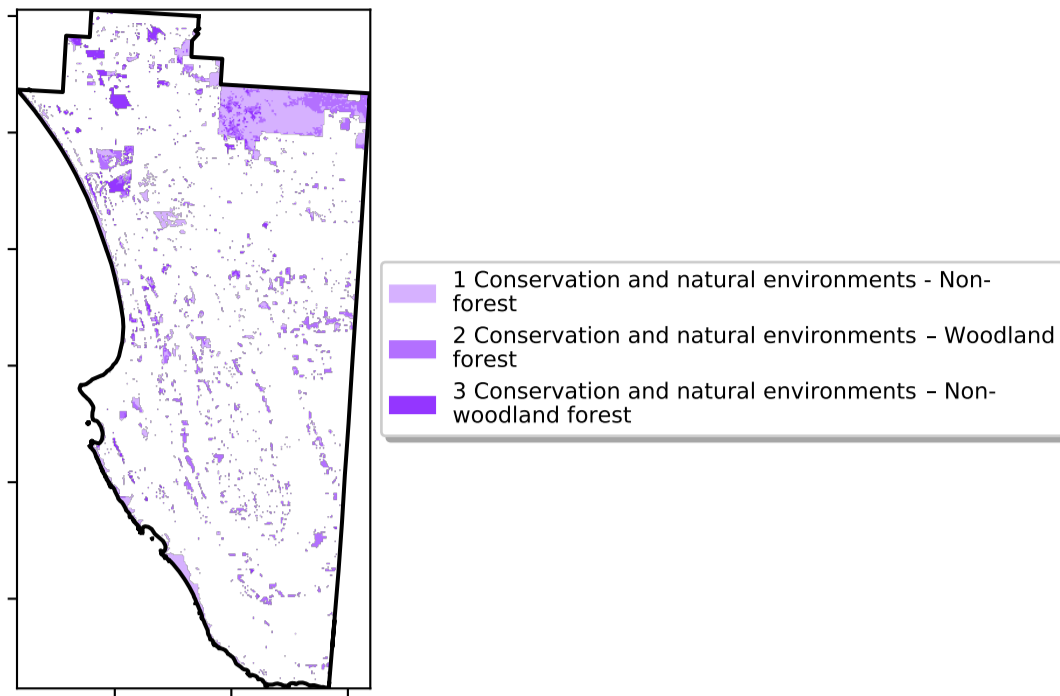 1 Conservation and natural environments - Non-
forest
2 Conservation and natural environments – Woodland
forest
3 Conservation and natural environments – Non-
woodland forest